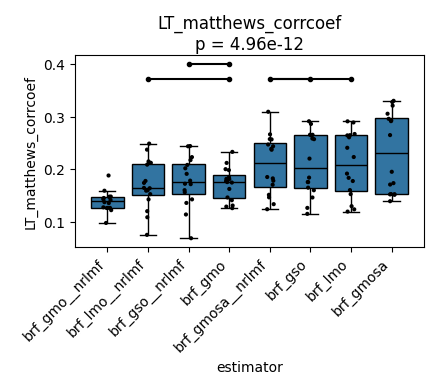 LT_matthews_corrcoef
p = 4.96e-12
LT_matthews_corrcoef
0.4
0.3
0.2
0.1
brf_gmo__nrlmf
brf_lmo__nrlmf
brf_gso__nrlmf
brf_gmo
brf_gmosa__nrlmf
brf_gso
brf_lmo
brf_gmosa
estimator